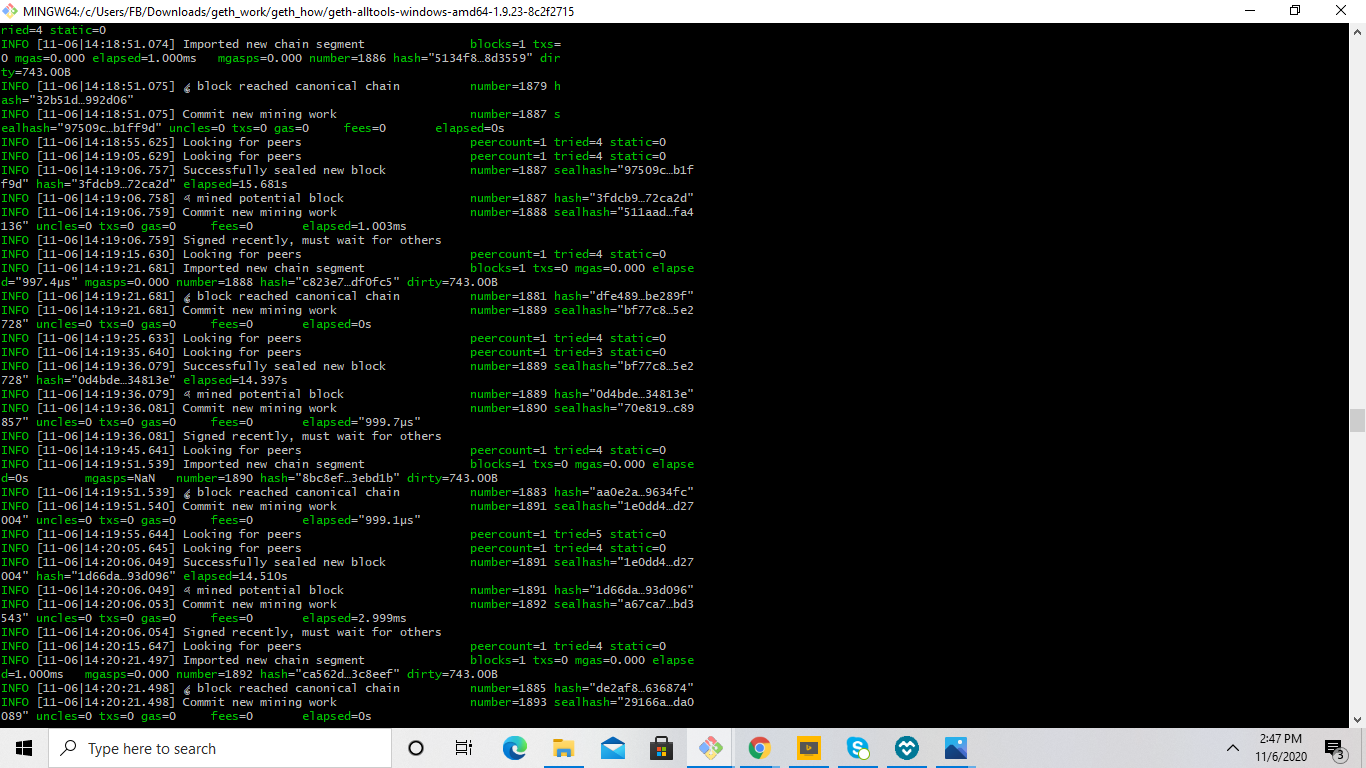 MINGW64:/c/Users/FB/Downloads/geth_work/geth_how/geth-alltools-windows-amd64-1.9.23-8c2f2715
ried=4 static=0
INFO [11-06|14:18:51.074] Imported new chain segment blocks=1 txs=
0 mgas=0.000 elapsed=1.000ms mgasps=0.000 number=1886 hash="5134f8…8d3559" dir
ty=743.00B
INFO [11-06|14:18:51.075] block reached canonical chain number=1879 h
ash="32b51d…992d06"
INFO [11-06|14:18:51.075] Commit new mining work number=1887 s
ealhash="97509c…b1ff9d" uncles=0 txs=0 gas=0 fees=0 elapsed=0s
INFO [11-06|14:18:55.625] Looking for peers peercount=1 tried=4 static=0
INFO [11-06|14:19:05.629] Looking for peers peercount=1 tried=4 static=0
INFO [11-06|14:19:06.757] Successfully sealed new block number=1887 sealhash="97509c…b1f
f9d" hash="3fdcb9…72ca2d" elapsed=15.681s
INFO [11-06|14:19:06.758] mined potential block number=1887 hash="3fdcb9…72ca2d"
INFO [11-06|14:19:06.759] Commit new mining work number=1888 sealhash="511aad…fa4
136" uncles=0 txs=0 gas=0 fees=0 elapsed=1.003ms
INFO [11-06|14:19:06.759] Signed recently, must wait for others
INFO [11-06|14:19:15.630] Looking for peers peercount=1 tried=4 static=0
INFO [11-06|14:19:21.681] Imported new chain segment blocks=1 txs=0 mgas=0.000 elapse
d="997.4µs" mgasps=0.000 number=1888 hash="c823e7…df0fc5" dirty=743.00B
INFO [11-06|14:19:21.681] block reached canonical chain number=1881 hash="dfe489…be289f"
INFO [11-06|14:19:21.681] Commit new mining work number=1889 sealhash="bf77c8…5e2
728" uncles=0 txs=0 gas=0 fees=0 elapsed=0s
INFO [11-06|14:19:25.633] Looking for peers peercount=1 tried=4 static=0
INFO [11-06|14:19:35.640] Looking for peers peercount=1 tried=3 static=0
INFO [11-06|14:19:36.079] Successfully sealed new block number=1889 sealhash="bf77c8…5e2
728" hash="0d4bde…34813e" elapsed=14.397s
INFO [11-06|14:19:36.079] mined potential block number=1889 hash="0d4bde…34813e"
INFO [11-06|14:19:36.081] Commit new mining work number=1890 sealhash="70e819…c89
857" uncles=0 txs=0 gas=0 fees=0 elapsed="999.7µs"
INFO [11-06|14:19:36.081] Signed recently, must wait for others
INFO [11-06|14:19:45.641] Looking for peers peercount=1 tried=4 static=0
INFO [11-06|14:19:51.539] Imported new chain segment blocks=1 txs=0 mgas=0.000 elapse
d=0s mgasps=NaN number=1890 hash="8bc8ef…3ebd1b" dirty=743.00B
INFO [11-06|14:19:51.539] block reached canonical chain number=1883 hash="aa0e2a…9634fc"
INFO [11-06|14:19:51.540] Commit new mining work number=1891 sealhash="1e0dd4…d27
004" uncles=0 txs=0 gas=0 fees=0 elapsed="999.1µs"
INFO [11-06|14:19:55.644] Looking for peers peercount=1 tried=5 static=0
INFO [11-06|14:20:05.645] Looking for peers peercount=1 tried=4 static=0
INFO [11-06|14:20:06.049] Successfully sealed new block number=1891 sealhash="1e0dd4…d27
004" hash="1d66da…93d096" elapsed=14.510s
INFO [11-06|14:20:06.049] mined potential block number=1891 hash="1d66da…93d096"
INFO [11-06|14:20:06.053] Commit new mining work number=1892 sealhash="a67ca7…bd3
543" uncles=0 txs=0 gas=0 fees=0 elapsed=2.999ms
INFO [11-06|14:20:06.054] Signed recently, must wait for others
INFO [11-06|14:20:15.647] Looking for peers peercount=1 tried=4 static=0
INFO [11-06|14:20:21.497] Imported new chain segment blocks=1 txs=0 mgas=0.000 elapse
d=1.000ms mgasps=0.000 number=1892 hash="ca562d…3c8eef" dirty=743.00B
INFO [11-06|14:20:21.498] block reached canonical chain number=1885 hash="de2af8…636874"
INFO [11-06|14:20:21.498] Commit new mining work number=1893 sealhash="29166a…da0
089" uncles=0 txs=0 gas=0 fees=0 elapsed=0s
Type here to search
2:47 PM
11/6/2020
3